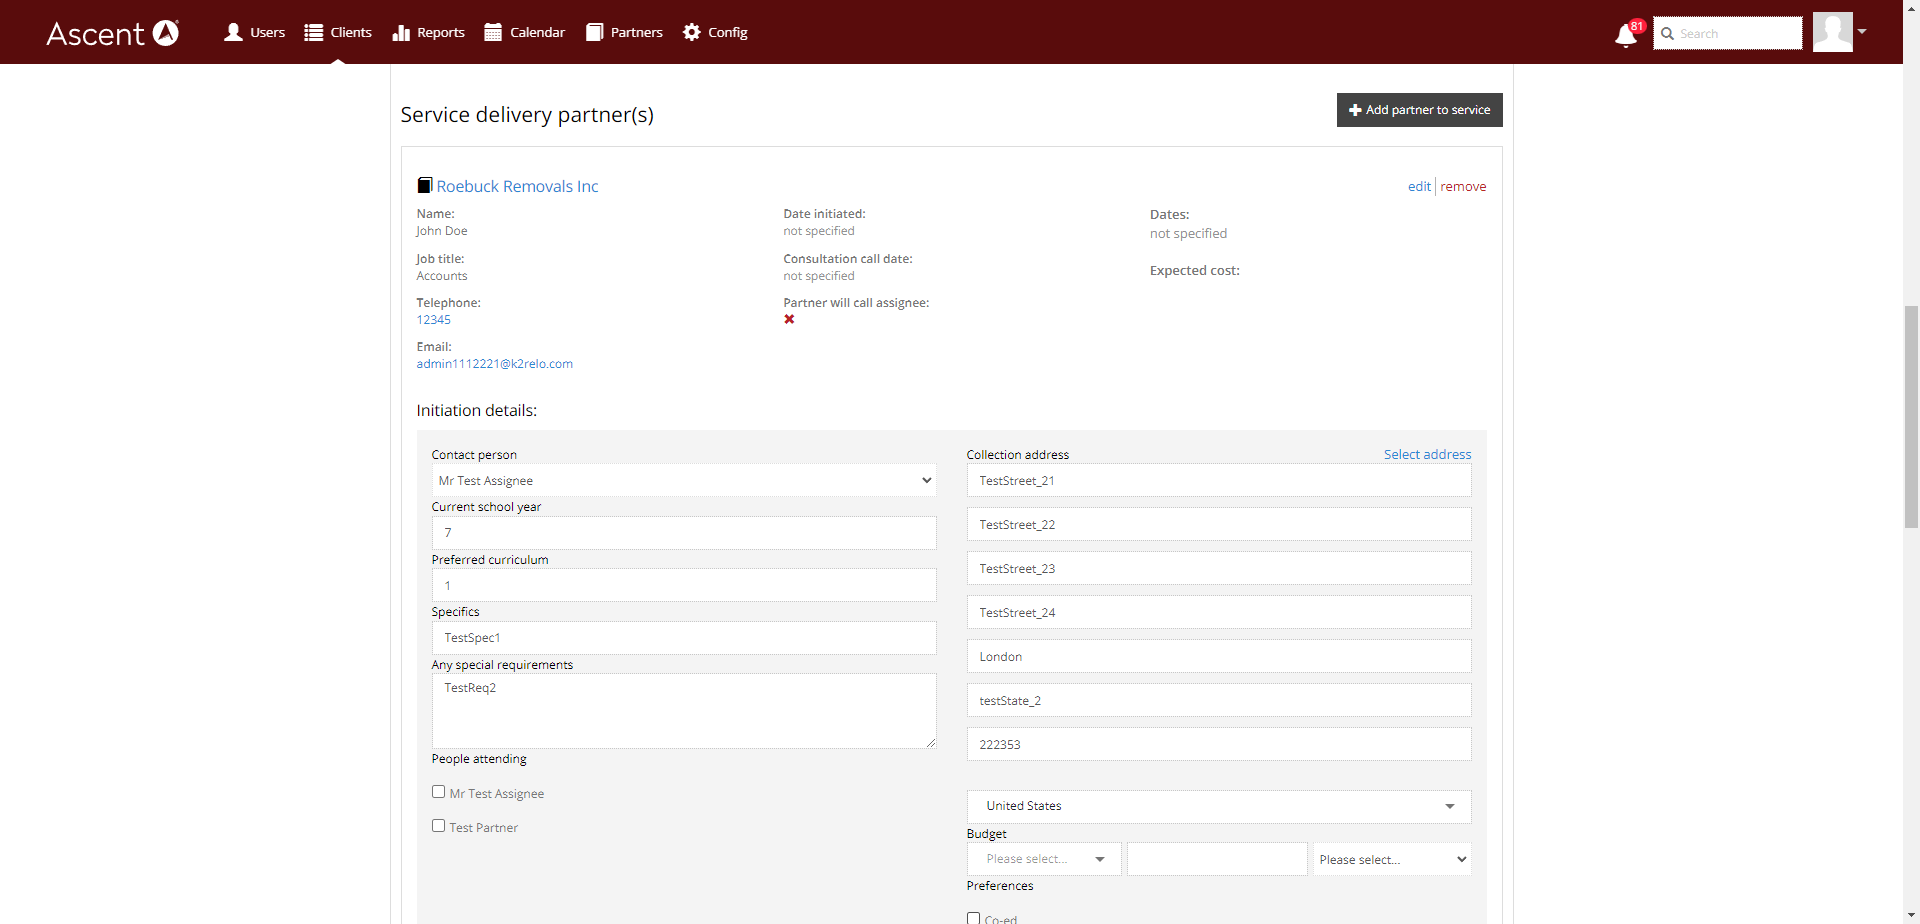 Ascent
Users
Clients
Reports
Calendar
Partners
Config
81
Search
Service delivery partner(s)
Add partner to service
Roebuck Removals Inc
edit
remove
Name:
John Doe
Job title:
Accounts
Telephone:
12345
Email:
admin1112221@k2relo.com
Date initiated:
not specified
Consultation call date:
not specified
Partner will call assignee:
Dates:
not specified
Expected cost:
Initiation details:
Contact person
Mr Test Assignee
Current school year
7
Preferred curriculum
1
Specifics
TestSpec1
Any special requirements
TestReq2
People attending
Mr Test Assignee
Test Partner
Collection address
Select address
TestStreet_21
TestStreet_22
TestStreet_23
TestStreet_24
London
testState_2
222353
United States
Budget
Please select...
Please select...
Preferences
Co-ed